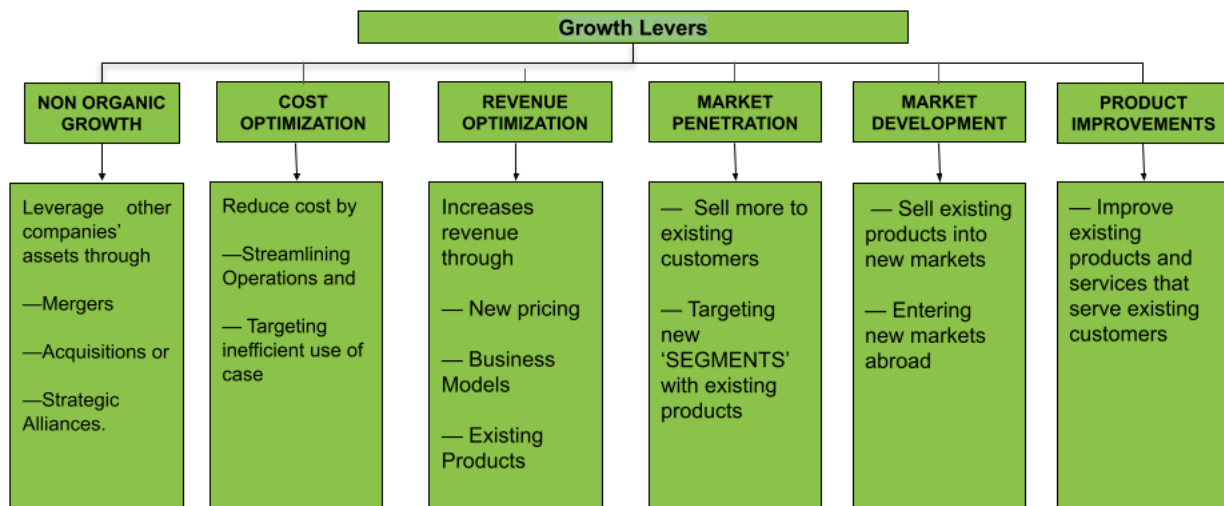 Growth Levers
NON ORGANIC
GROWTH
COST
OPTIMIZATION
REVENUE
OPTIMIZATION
MARKET
PENETRATION
MARKET
DEVELOPMENT
PRODUCT
IMPROVEMENTS
Leverage other
companies’
assets through
—Mergers
—Acquisitions or
—Strategic
Alliances.
Reduce cost by
—Streamlining
Operations and
— Targeting
inefficient use of
case
Increases
revenue
through
— New pricing
— Business
Models
— Existing
Products
— Sell more to
existing
customers
— Targeting
new
‘SEGMENTS’
with existing
products
— Sell existing
products into
new markets
— Entering
new markets
abroad
— Improve
existing
products and
services that
serve existing
customers